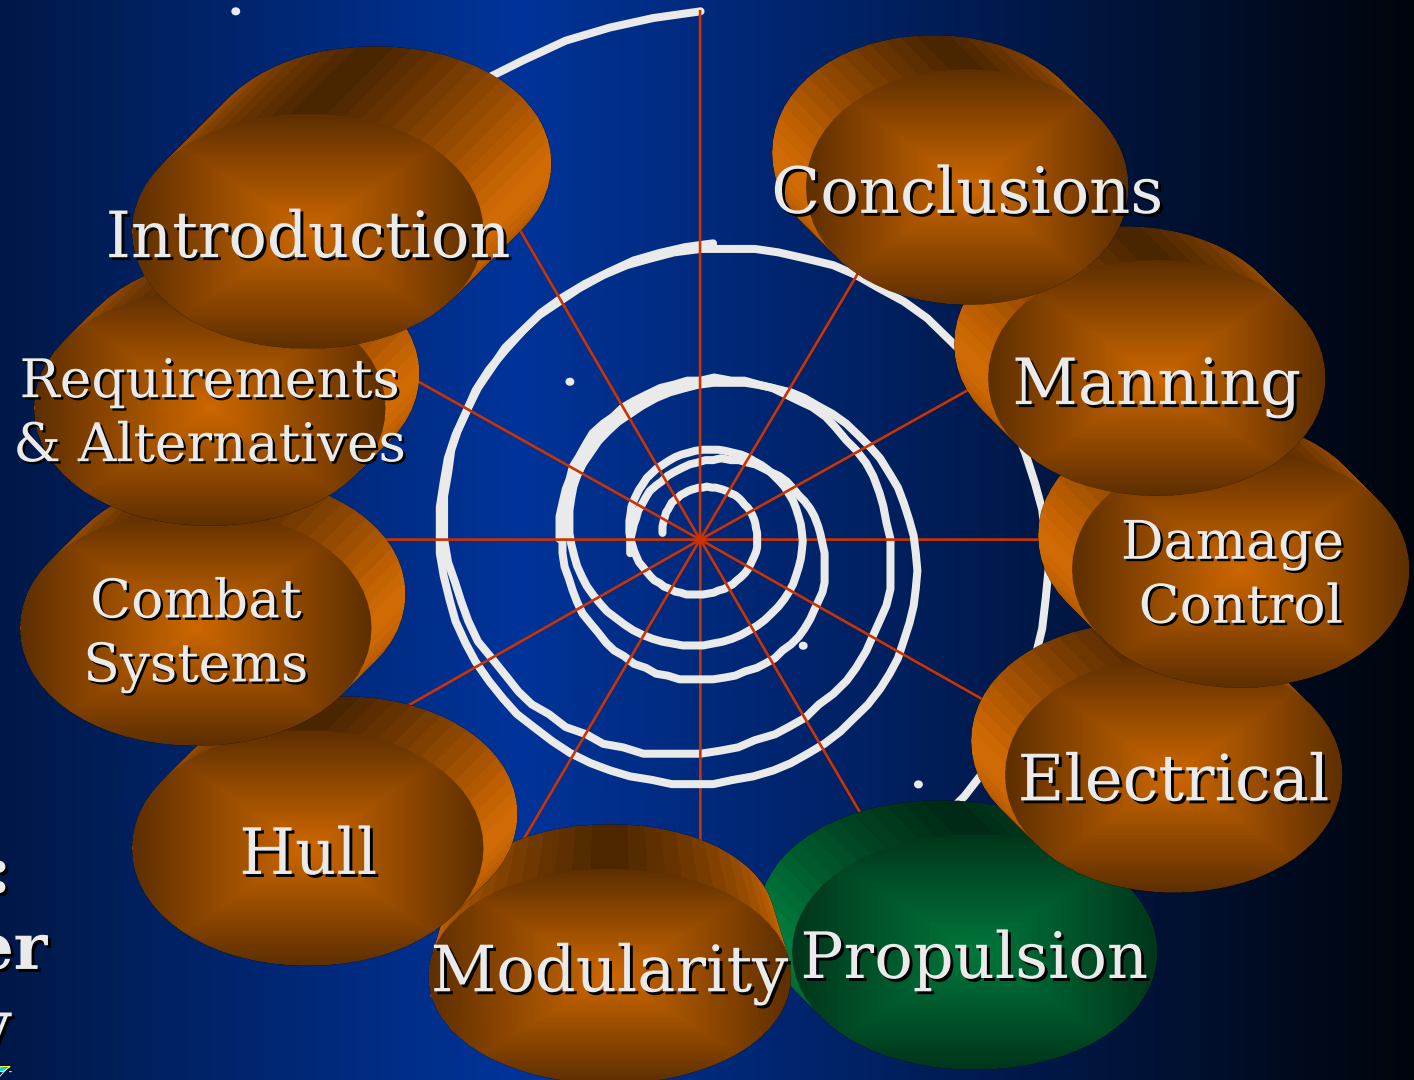 Introduction
Requirements
& Alternatives
Combat
Systems
Hull
Modularity
Propulsion
Electrical
Damage
Control
Manning
Conclusions